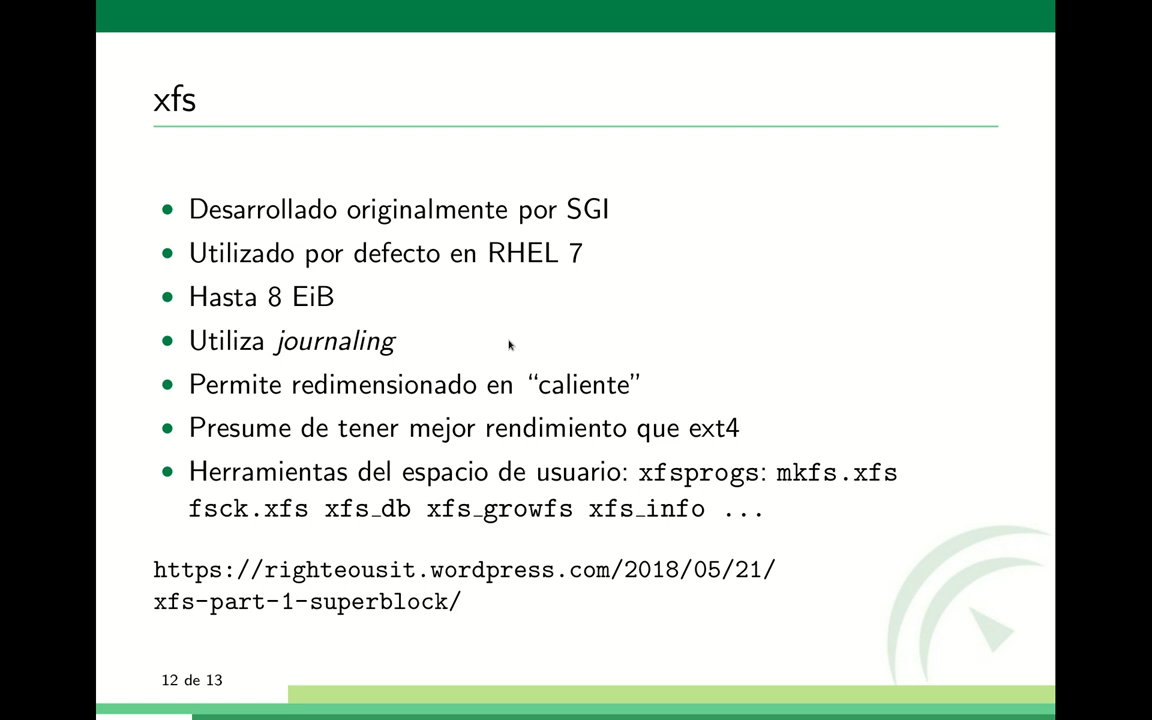 xfs
• Desarrollado originalmente por SGI
• Utilizado por defecto en RHEL 7
• Hasta 8 EiB
• Utiliza journaling
• Permite redimensionado en “caliente”
• Presume de tener mejor rendimiento que ext4
• Herramientas del espacio de usuario: xfsprogs: mkfs.xfs
fsck.xfs xfs_db xfs_growfs xfs_info ...
https://righteousit.wordpress.com/2018/05/21/
xfs-part-1-superblock/
12 de 13